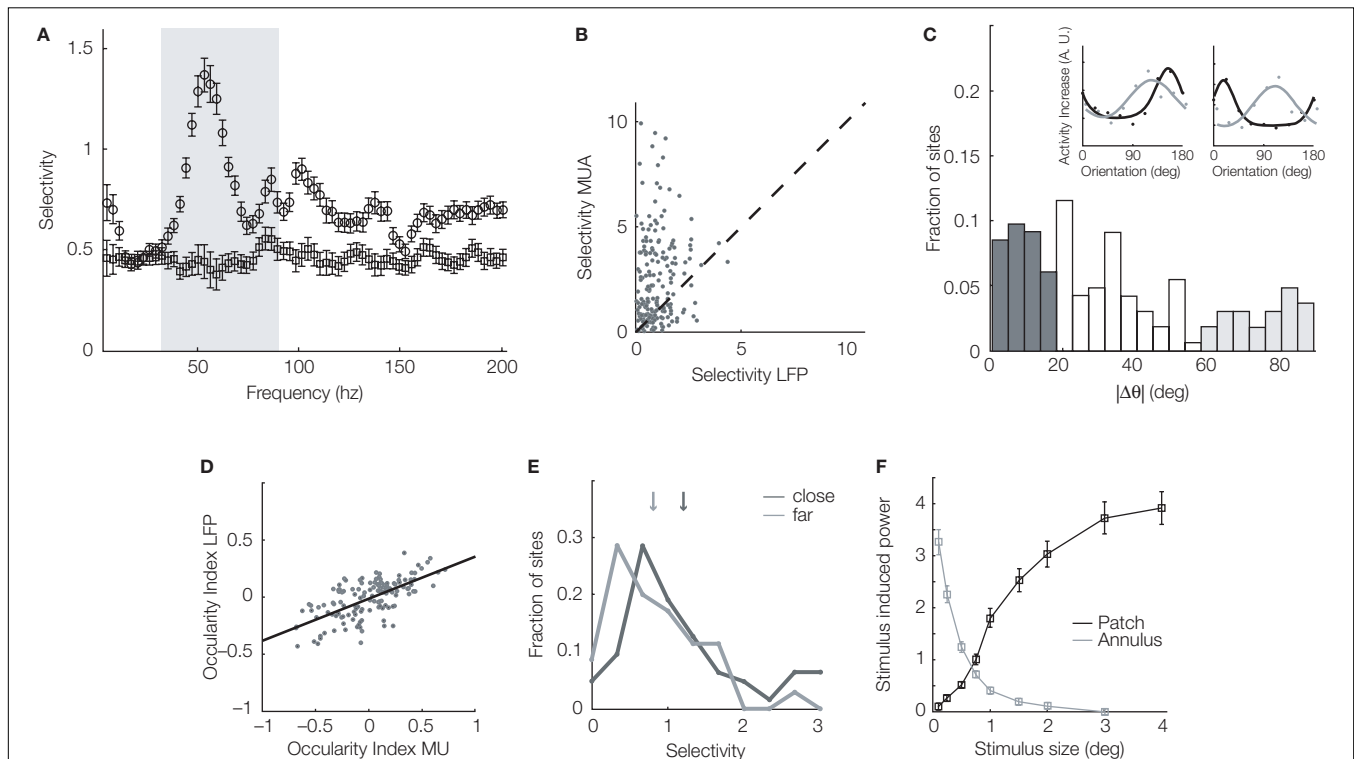 A
1.5
1
0.5
0
Selectivity
50
100
150
200
Frequency (hz)
B
10
5
0
Selectivity MUA
0
5
10
Selectivity LFP
C
0.2
0.15
0.1
0.05
0
Fraction of sites
0
20
40
60
80
|Δθ| (deg)
Activity Increase (A. U.)
0
90
180
Orientation (deg)
0
90
180
Orientation (deg)
D
0.5
0
−0.5
−1
Occularity Index LFP
−1
−0.5
0
0.5
1
Occularity Index MU
E
0.3
0.2
0.1
0
Fraction of sites
close
far
0
1
2
3
Selectivity
F
4
3
2
1
0
Stimulus induced power
Patch
Annulus
0
1
2
3
4
Stimulus size (deg)